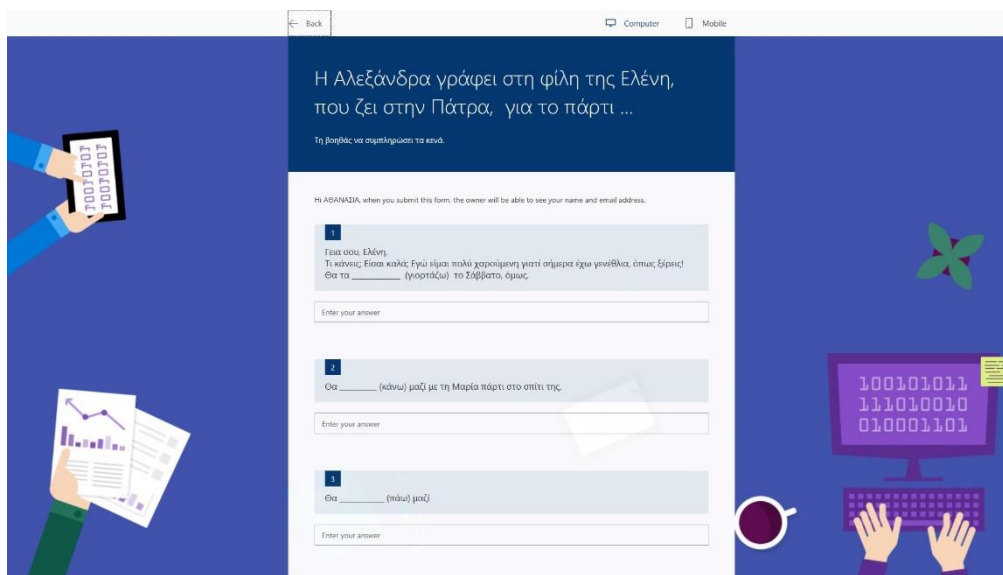 Back
Computer
Mobile
Η Αλεξάνδρα γράφει στη φίλη της Ελένη,
που ζει στην Πάτρα, για το πάρτι ...
Τη βοηθάς να συμπληρώσει τα κενά.
Hi ΑΘΑΝΑΣΙΑ, when you submit this form, the owner will be able to see your name and email address.
1
Γεια σου, Ελένη,
Τι κάνεις; Είσαι καλά; Εγώ είμαι πολύ χαρούμενη γιατί σήμερα έχω γενέθλια, όπως ξέρεις!
Θα τα ___________ (γιορτάζω) το Σάββατο, όμως.
Enter your answer
2
Θα ________ (κάνω) μαζί με τη Μαρία πάρτι στο σπίτι της.
Enter your answer
3
Θα __________ (πάω) μαζί
Enter your answer
100101011
111010010
010001101